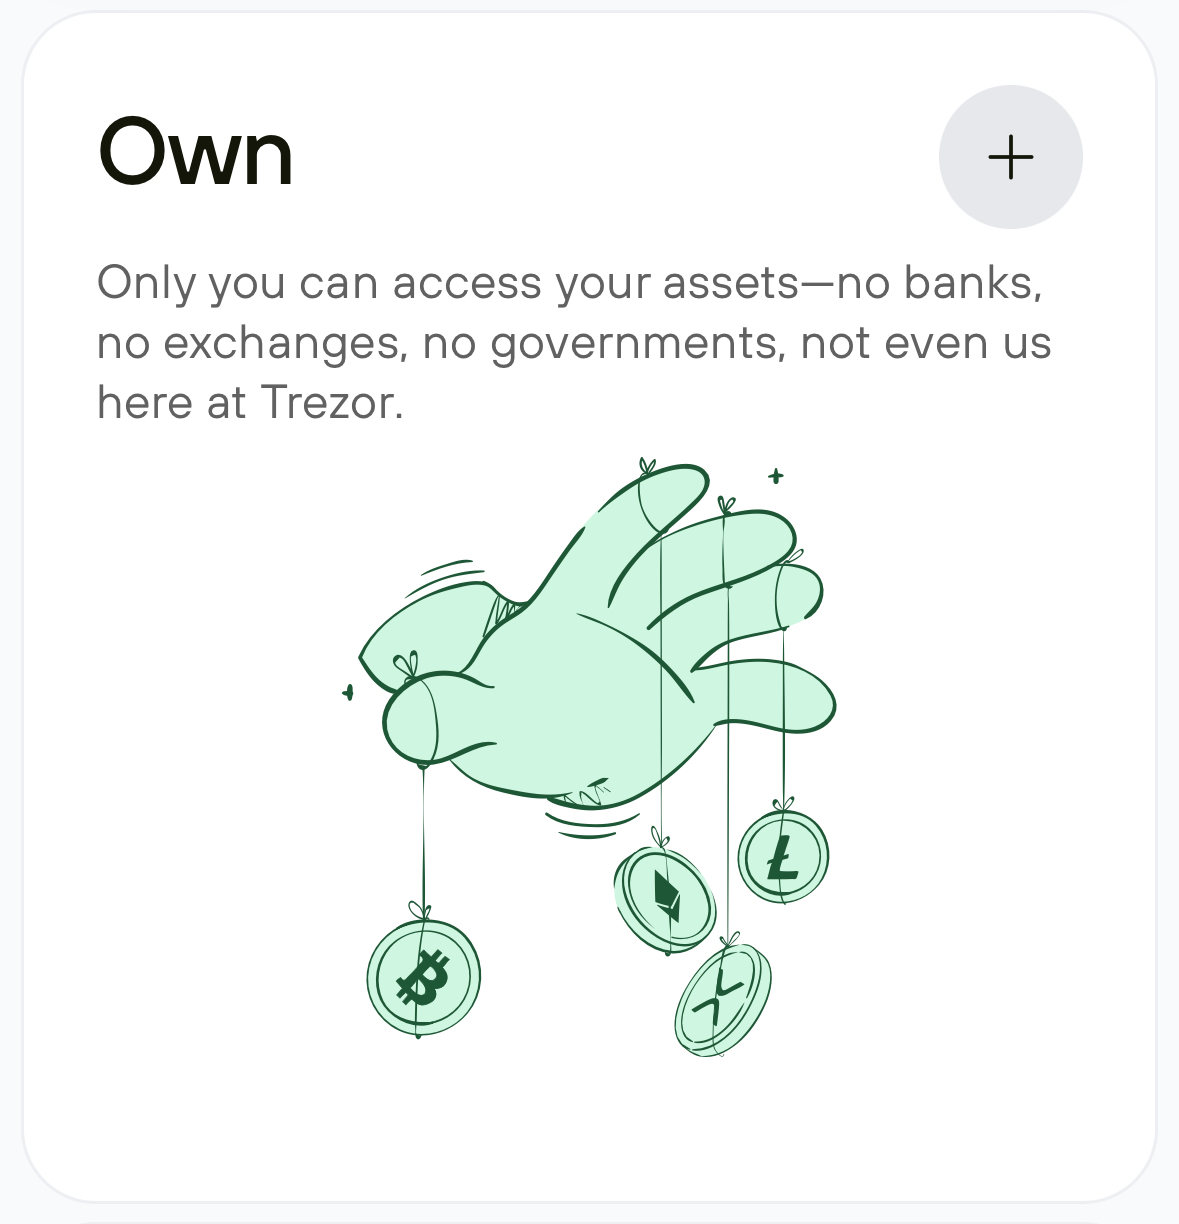 Own
Only you can access your assets—no banks,
no exchanges, no governments, not even us
here at Trezor.